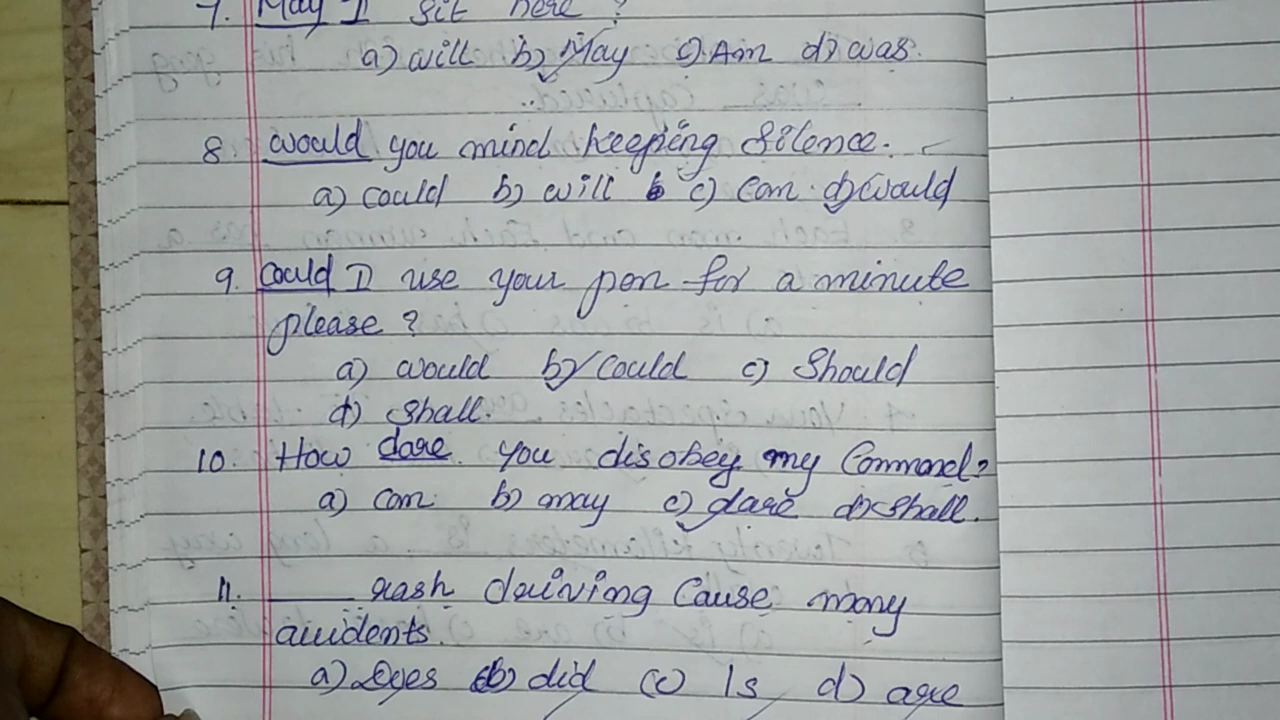 7. May I sit here ?
a) will b) May c) Am d) was.
8. would you mind keeping silence.
a) could b) will c) can d) would
9. Could I use your pen for a minute
please ?
a) would b) Could c) Should
d) shall.
10. How dare you disobey my Command?
a) can b) may c) dare d) shall.
11. ____ rash driving Cause many
accidents.
a) Does b) did (c) Is d) are